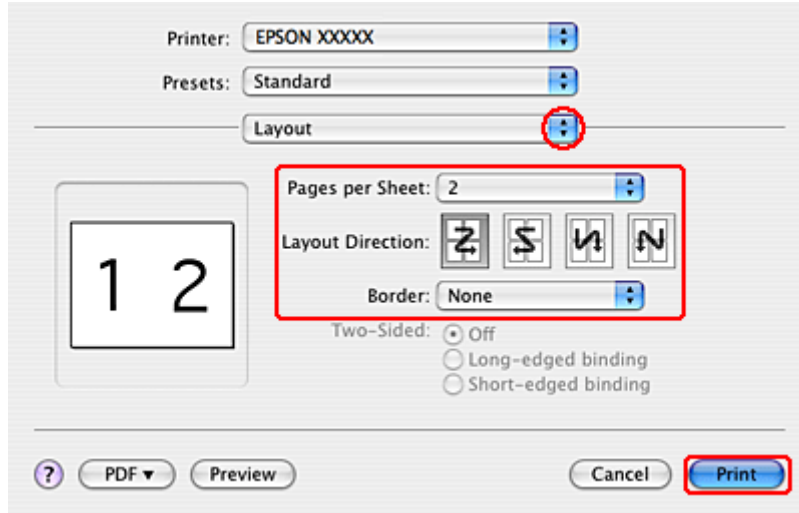 Printer: EPSON XXXXX
Presets: Standard
Layout
Pages per Sheet: 2
Layout Direction:
Border: None
Two-Sided: Off
Long-edged binding
Short-edged binding
1 2
? PDF Preview Cancel Print